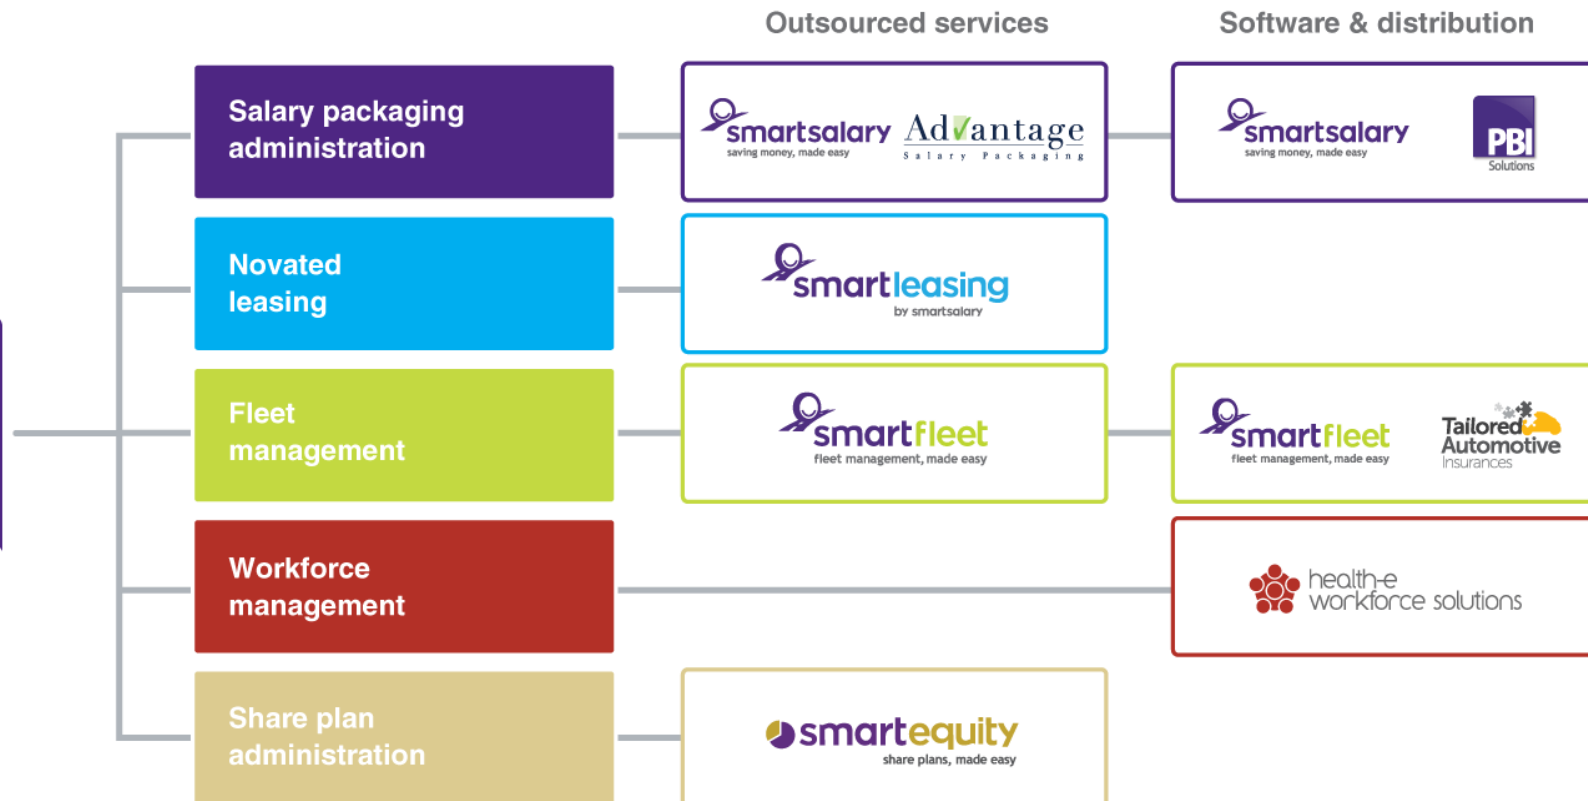 Outsourced services
Software & distribution
Salary packaging
administration
smartsalary
saving money, made easy
Advantage
Salary Packaging
smartsalary
saving money, made easy
PBI
Solutions
Novated
leasing
smartleasing
by smartsalary
Fleet
management
smartfleet
fleet management, made easy
smartfleet
fleet management, made easy
Tailored
Automotive
Insurances
Workforce
management
health-e
workforce solutions
Share plan
administration
smartequity
share plans, made easy